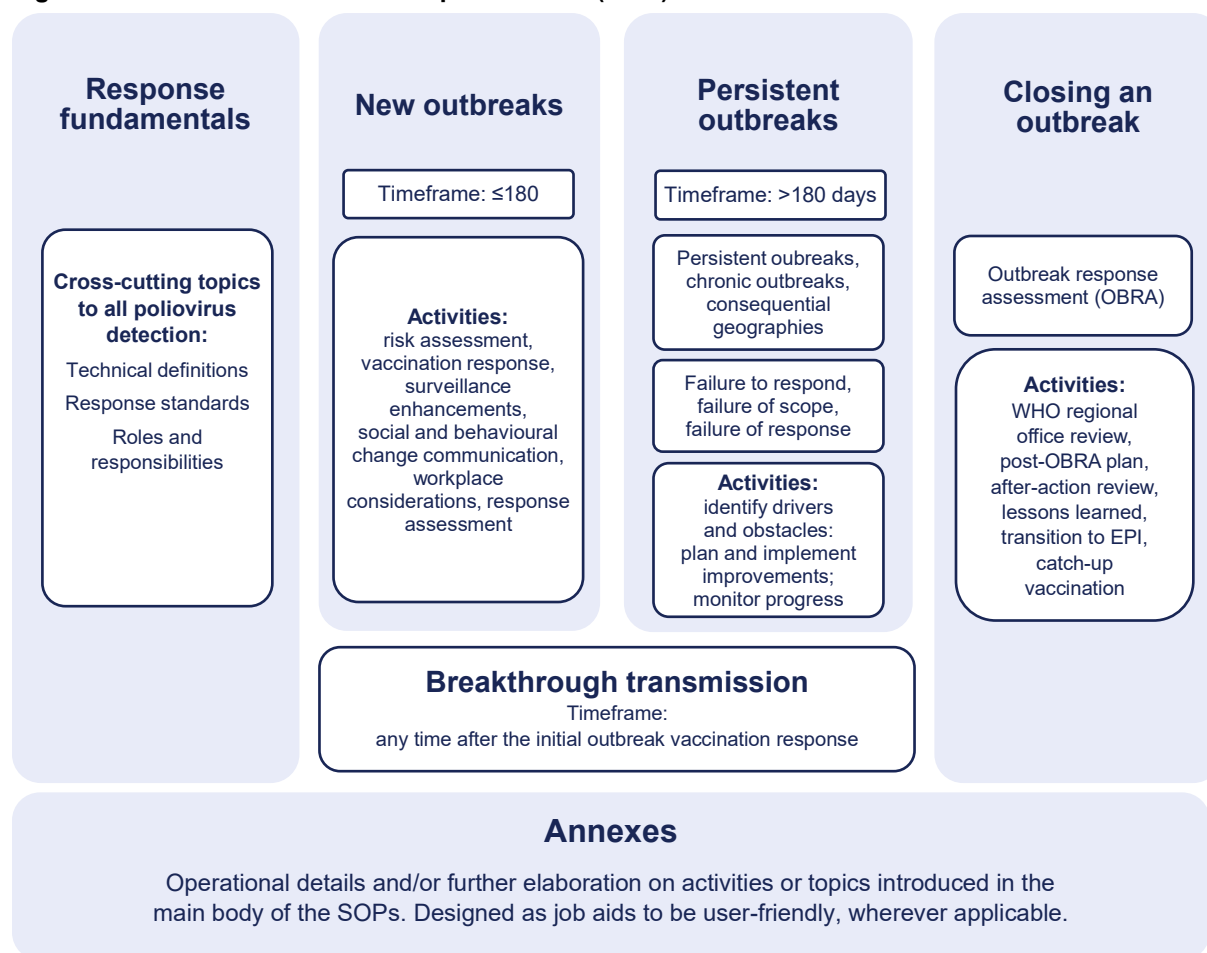 Response
fundamentals
Cross-cutting topics
to all poliovirus
detection:
Technical definitions
Response standards
Roles and
responsibilities
New outbreaks
Timeframe: ≤180
Activities:
risk assessment,
vaccination response,
surveillance
enhancements,
social and behavioural
change communication,
workplace
considerations, response
assessment
Persistent
outbreaks
Timeframe: >180 days
Persistent oubreaks,
chronic outbreaks,
consequential
geographies
Failure to respond,
failure of scope,
failure of response
Activities:
identify drivers
and obstacles:
plan and implement
improvements;
monitor progress
Closing an
outbreak
Outbreak response
assessment (OBRA)
Activities:
WHO regional
office review,
post-OBRA plan,
after-action review,
lessons learned,
transition to EPI,
catch-up
vaccination
Breakthrough transmission
Timeframe:
any time after the initial outbreak vaccination response
Annexes
Operational details and/or further elaboration on activities or topics introduced in the
main body of the SOPs. Designed as job aids to be user-friendly, wherever applicable.